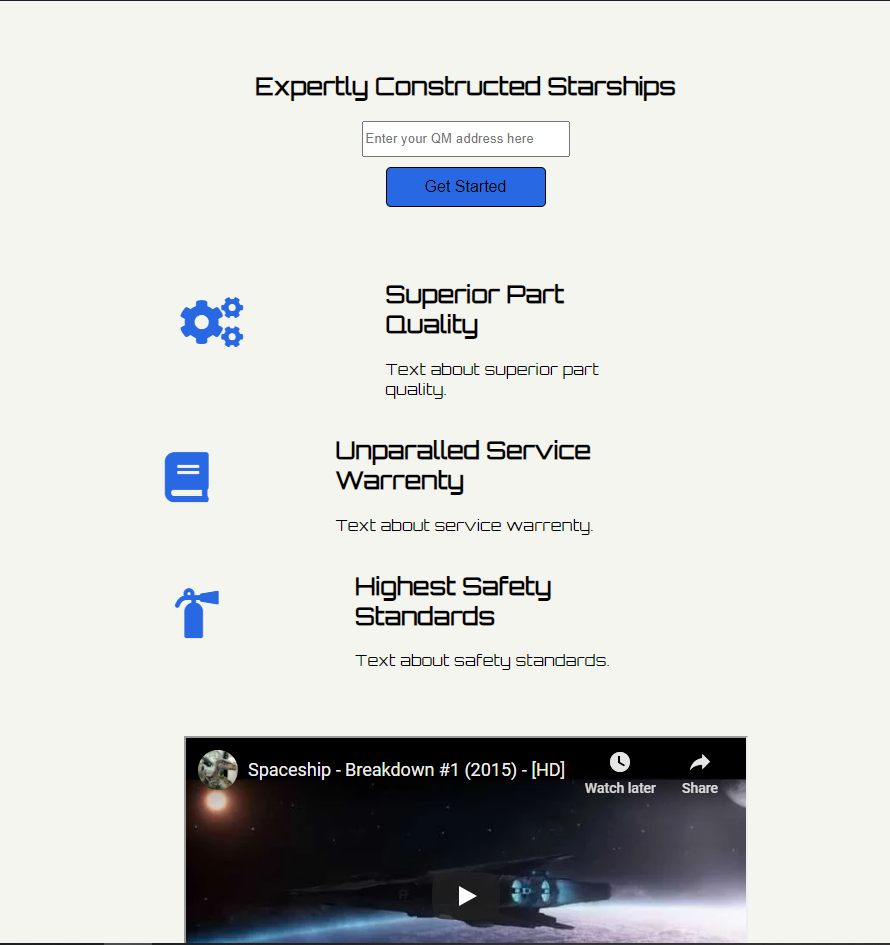 Expertly Constructed Starships
Enter your QM address here
Get Started
Superior Part
Quality
Text about superior part
quality.
Unparalled Service
Warrenty
Text about service warrenty.
Highest Safety
Standards
Text about safety standards.
Spaceship - Breakdown #1 (2015) - [HD]
Watch later
Share